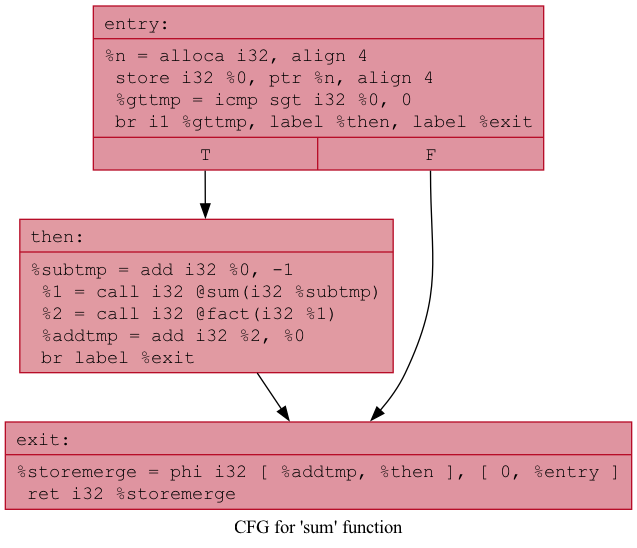 entry:
%n = alloca i32, align 4
store i32 %0, ptr %n, align 4
%gttmp = icmp sgt i32 %0, 0
br i1 %gttmp, label %then, label %exit
T F
then:
%subtmp = add i32 %0, -1
%1 = call i32 @sum(i32 %subtmp)
%2 = call i32 @fact(i32 %1)
%addtmp = add i32 %2, %0
br label %exit
exit:
%storemerge = phi i32 [ %addtmp, %then ], [ 0, %entry ]
ret i32 %storemerge
CFG for 'sum' function